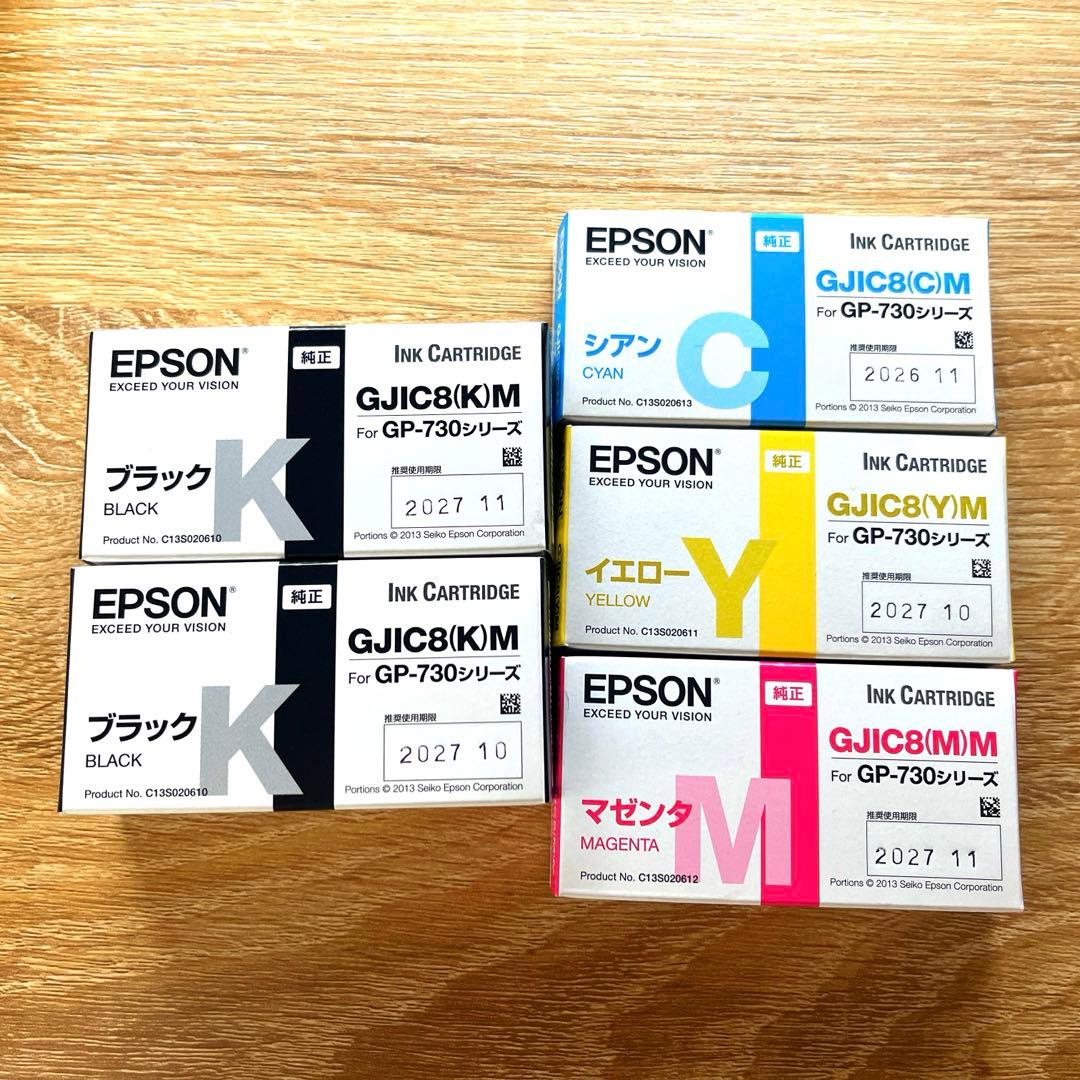 EPSON®
EXCEED YOUR VISION
純正
INK CARTRIDGE
GJIC8(K)M
For GP-730シリーズ
ブラック
BLACK
K
推奨使用期限
2027 11
Product No. C13S020610
Portions © 2013 Seiko Epson Corporation
EPSON®
EXCEED YOUR VISION
純正
INK CARTRIDGE
GJIC8(K)M
For GP-730シリーズ
ブラック
BLACK
K
推奨使用期限
2027 10
Product No. C13S020610
Portions © 2013 Seiko Epson Corporation
EPSON®
EXCEED YOUR VISION
純正
INK CARTRIDGE
GJIC8(C)M
For GP-730シリーズ
シアン
CYAN
C
推奨使用期限
2026 11
Product No. C13S020613
Portions © 2013 Seiko Epson Corporation
EPSON®
EXCEED YOUR VISION
純正
INK CARTRIDGE
GJIC8(Y)M
For GP-730シリーズ
イエロー
YELLOW
Y
推奨使用期限
2027 10
Product No. C13S020611
Portions © 2013 Seiko Epson Corporation
EPSON®
EXCEED YOUR VISION
純正
INK CARTRIDGE
GJIC8(M)M
For GP-730シリーズ
マゼンタ
MAGENTA
M
推奨使用期限
2027 11
Product No. C13S020612
Portions © 2013 Seiko Epson Corporation